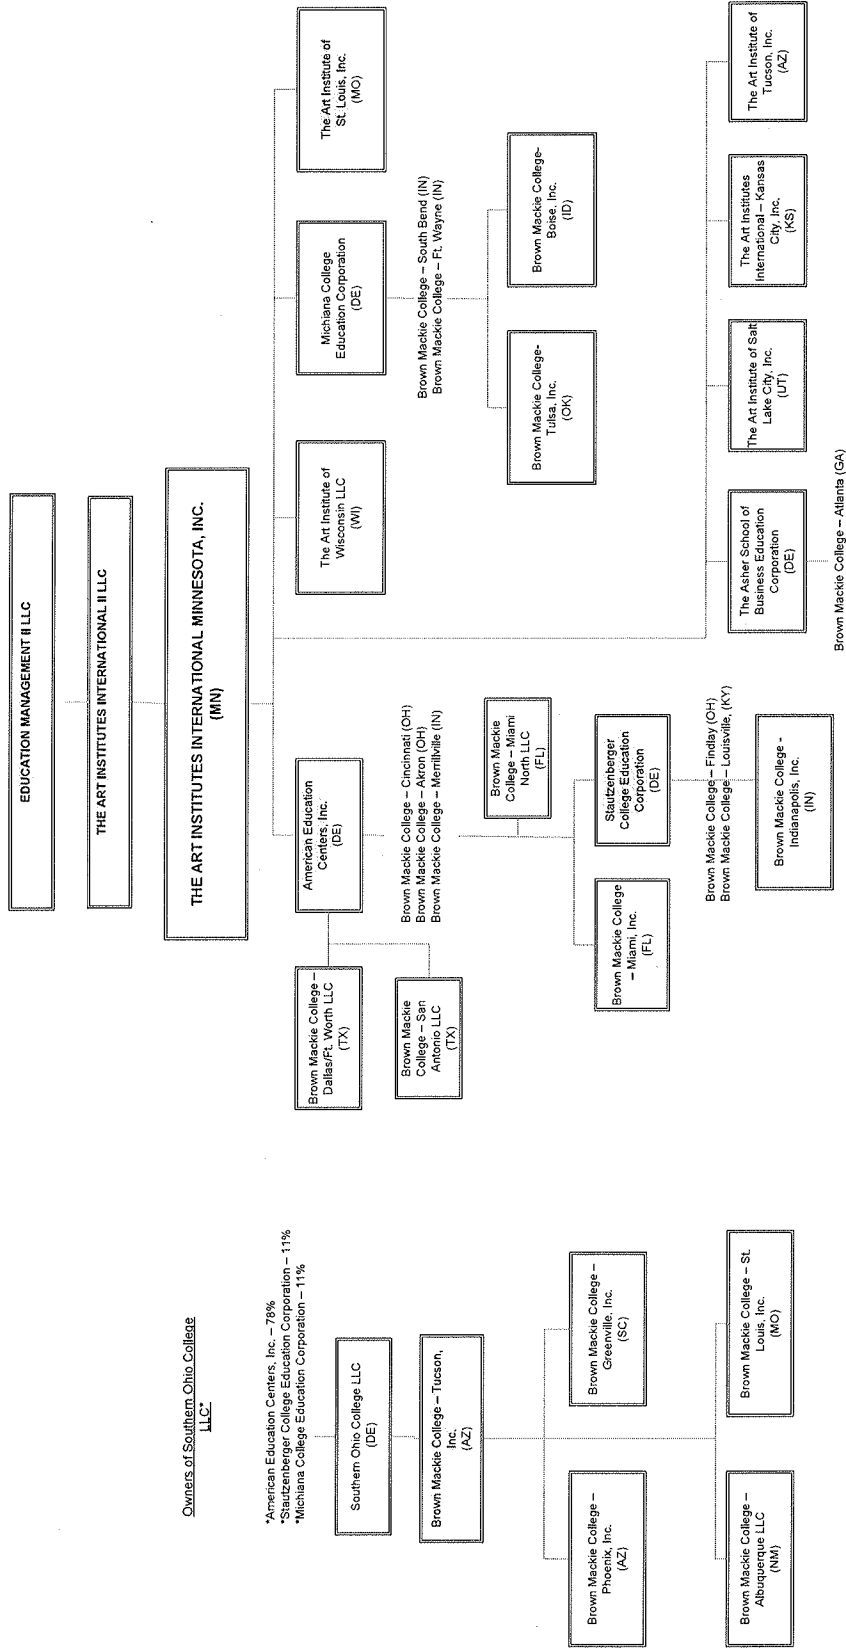 EDUCATION MANAGEMENT II LLC
THE ART INSTITUTES INTERNATIONAL II LLC
THE ART INSTITUTES INTERNATIONAL MINNESOTA, INC.
(MN)
American Education
Centers, Inc.
(DE)
The Art Institute of
Wisconsin LLC
(WI)
Michiana College
Education Corporation
(DE)
The Art Institute of
St. Louis, Inc.
(MO)
Brown Mackie College –
Dallas/Ft. Worth LLC
(TX)
Brown Mackie
College – San
Antonio LLC
(TX)
Brown Mackie College – Cincinnati (OH)
Brown Mackie College – Akron (OH)
Brown Mackie College – Merrillville (IN)
Brown Mackie College – South Bend (IN)
Brown Mackie College – Ft. Wayne (IN)
Brown Mackie
College – Miami
North LLC
(FL)
Brown Mackie College-
Tulsa, Inc.
(OK)
Brown Mackie College-
Boise, Inc.
(ID)
Brown Mackie College
– Miami, Inc.
(FL)
Stautzenberger
College Education
Corporation
(DE)
Brown Mackie College – Findlay (OH)
Brown Mackie College – Louisville, (KY)
Brown Mackie College -
Indianapolis, Inc.
(IN)
The Asher School of
Business Education
Corporation
(DE)
The Art Institute of Salt
Lake City, Inc.
(UT)
The Art Institutes
International – Kansas
City, Inc.
(KS)
The Art Institute of
Tucson, Inc.
(AZ)
Brown Mackie College – Atlanta (GA)
Owners of Southern Ohio College
LLC*
*American Education Centers, Inc. – 78%
*Stautzenberger College Education Corporation – 11%
*Michiana College Education Corporation – 11%
Southern Ohio College LLC
(DE)
Brown Mackie College – Tucson,
Inc.
(AZ)
Brown Mackie College –
Phoenix, Inc.
(AZ)
Brown Mackie College –
Greenville, Inc.
(SC)
Brown Mackie College –
Albuquerque LLC
(NM)
Brown Mackie College – St.
Louis, Inc.
(MO)